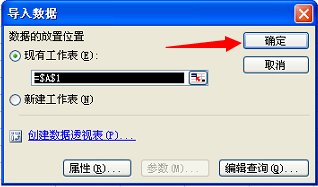 导入数据
数据的放置位置
现有工作表(E):
=$A$1
新建工作表(N)
确定
取消
创建数据透视表(P)...
属性(R)...
参数(M)...
编辑查询(Q)...